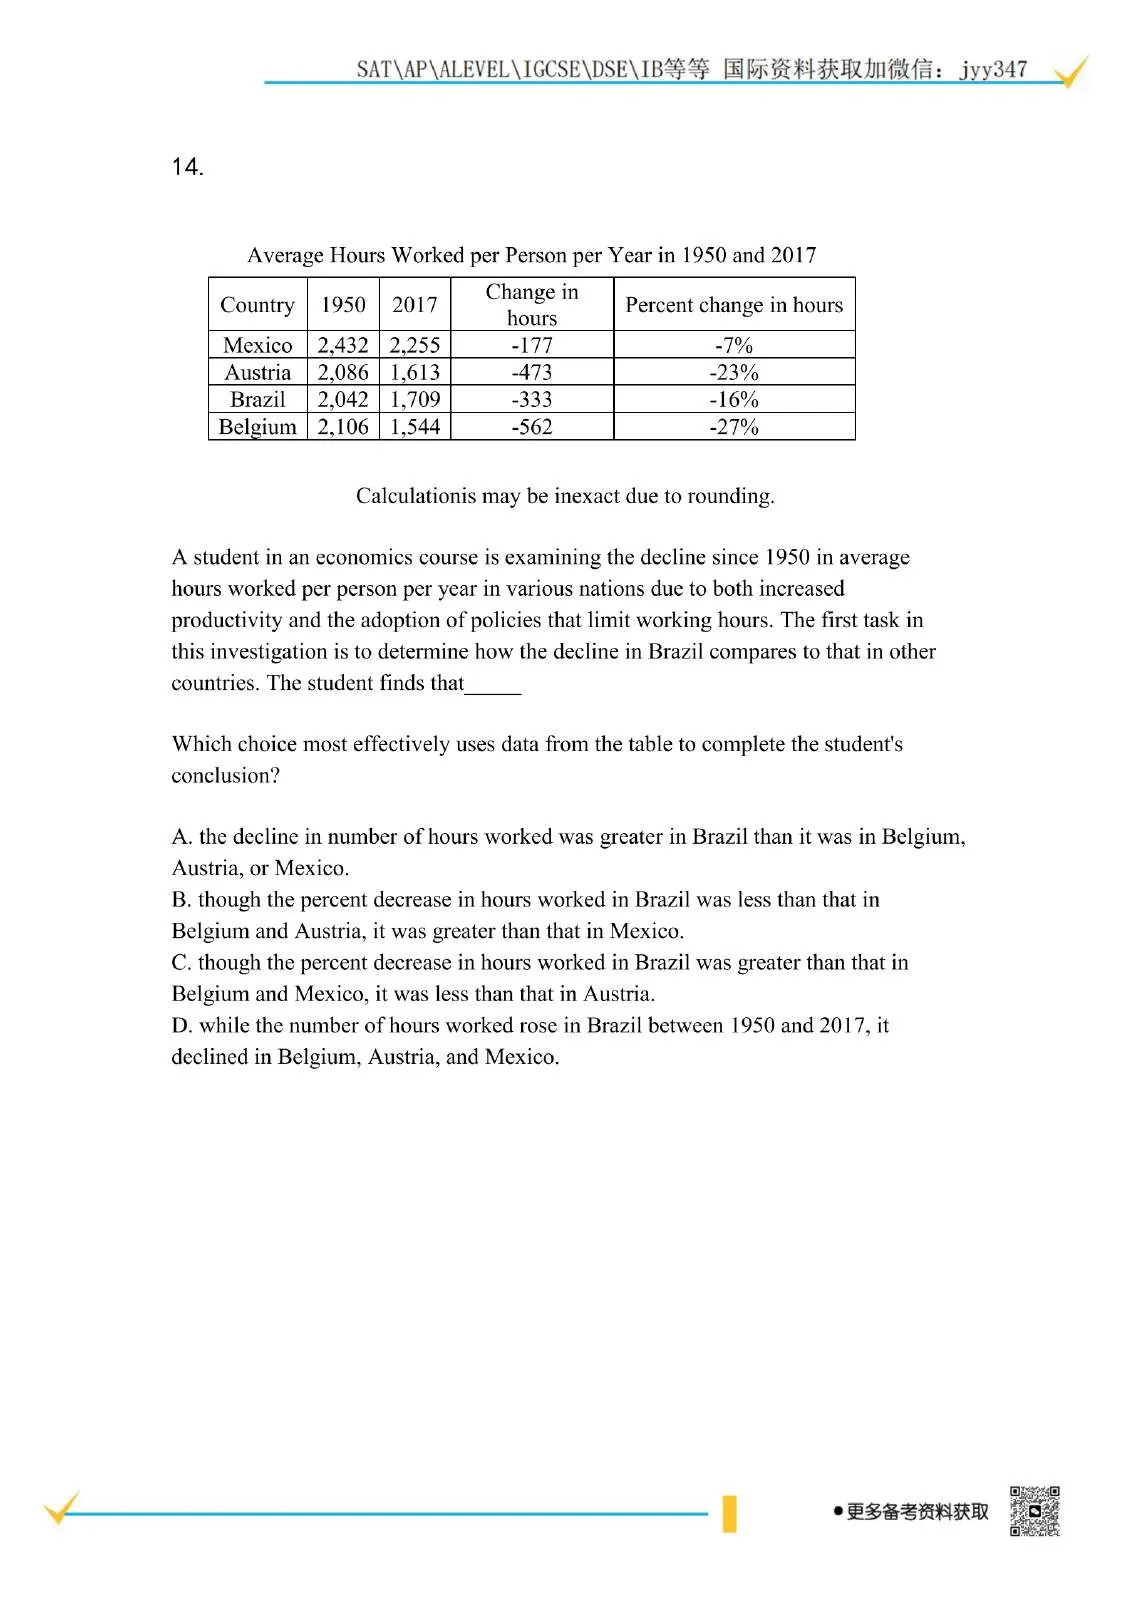 SAT\AP\ALEVEL\IGCSE\DSE\IB等等 国际资料获取加微信：jyy347
14.
Average Hours Worked per Person per Year in 1950 and 2017
Country 1950 2017 Change in hours Percent change in hours
Mexico 2,432 2,255 -177 -7%
Austria 2,086 1,613 -473 -23%
Brazil 2,042 1,709 -333 -16%
Belgium 2,106 1,544 -562 -27%
Calculationis may be inexact due to rounding.
A student in an economics course is examining the decline since 1950 in average
hours worked per person per year in various nations due to both increased
productivity and the adoption of policies that limit working hours. The first task in
this investigation is to determine how the decline in Brazil compares to that in other
countries. The student finds that_____
Which choice most effectively uses data from the table to complete the student's
conclusion?
A. the decline in number of hours worked was greater in Brazil than it was in Belgium,
Austria, or Mexico.
B. though the percent decrease in hours worked in Brazil was less than that in
Belgium and Austria, it was greater than that in Mexico.
C. though the percent decrease in hours worked in Brazil was greater than that in
Belgium and Mexico, it was less than that in Austria.
D. while the number of hours worked rose in Brazil between 1950 and 2017, it
declined in Belgium, Austria, and Mexico.
●更多备考资料获取